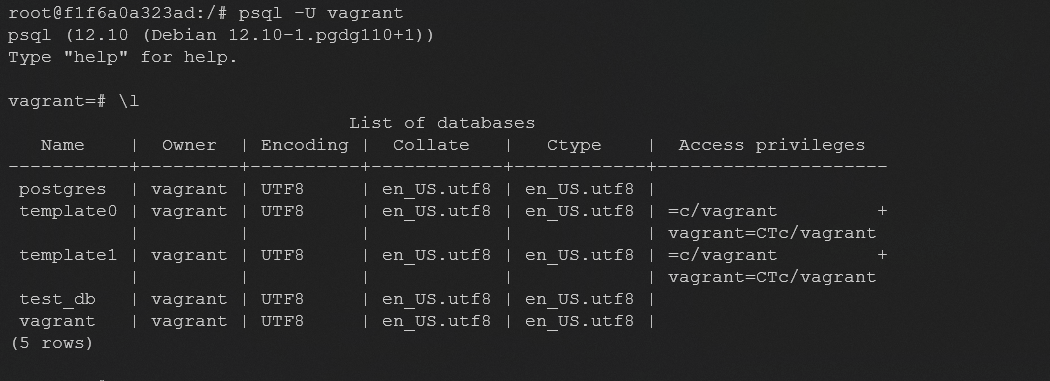 root@f1f6a0a323ad:/# psql -U vagrant
psql (12.10 (Debian 12.10-1.pgdg110+1))
Type "help" for help.

vagrant=# \l
                                List of databases
   Name    |  Owner  | Encoding |  Collate   |   Ctype    |  Access privileges
-----------+---------+----------+------------+------------+---------------------
 postgres  | vagrant | UTF8     | en_US.utf8 | en_US.utf8 |
 template0 | vagrant | UTF8     | en_US.utf8 | en_US.utf8 | =c/vagrant         +
           |         |          |            |            | vagrant=CTc/vagrant
 template1 | vagrant | UTF8     | en_US.utf8 | en_US.utf8 | =c/vagrant         +
           |         |          |            |            | vagrant=CTc/vagrant
 test_db   | vagrant | UTF8     | en_US.utf8 | en_US.utf8 |
 vagrant   | vagrant | UTF8     | en_US.utf8 | en_US.utf8 |
(5 rows)